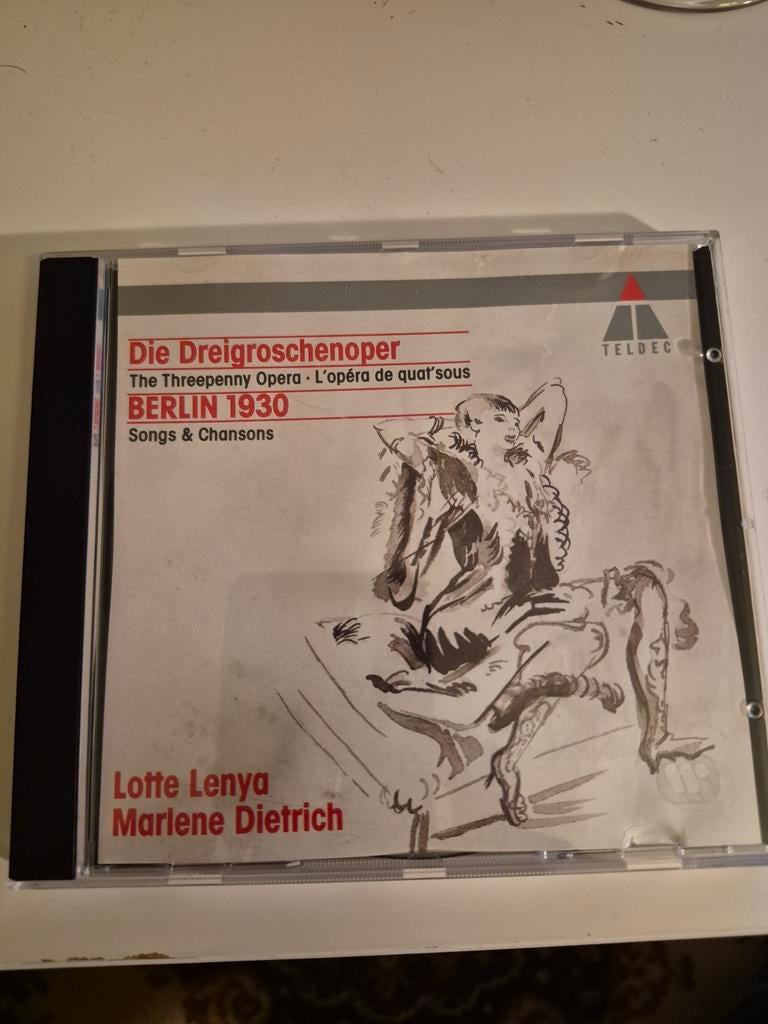 TELDEC
Die Dreigroschenoper
The Threepenny Opera · L'opéra de quat'sous
BERLIN 1930
Songs & Chansons
Lotte Lenya
Marlene Dietrich